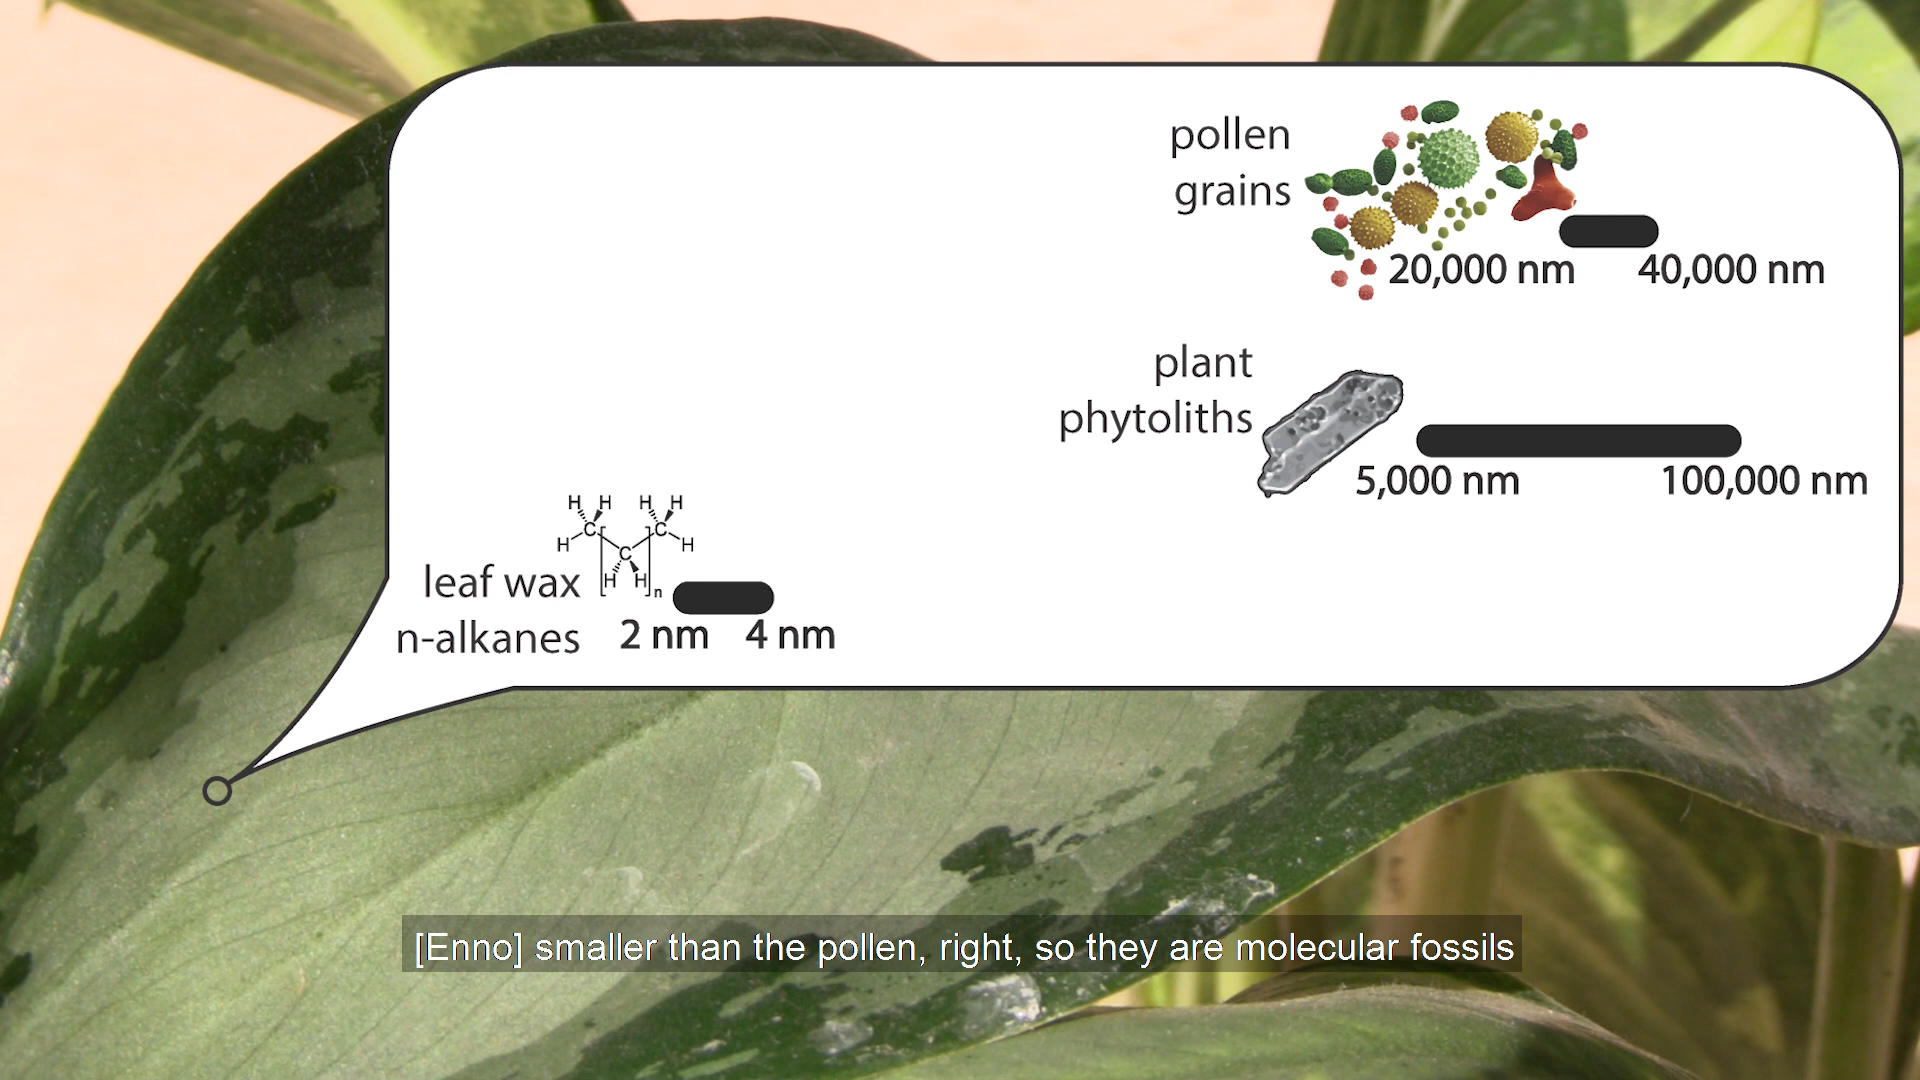 pollen
grains
20,000 nm 40,000 nm
plant
phytoliths
5,000 nm 100,000 nm
H H H H
C C
H C H
H H
n
leaf wax
n-alkanes
2 nm 4 nm
[Enno] smaller than the pollen, right, so they are molecular fossils